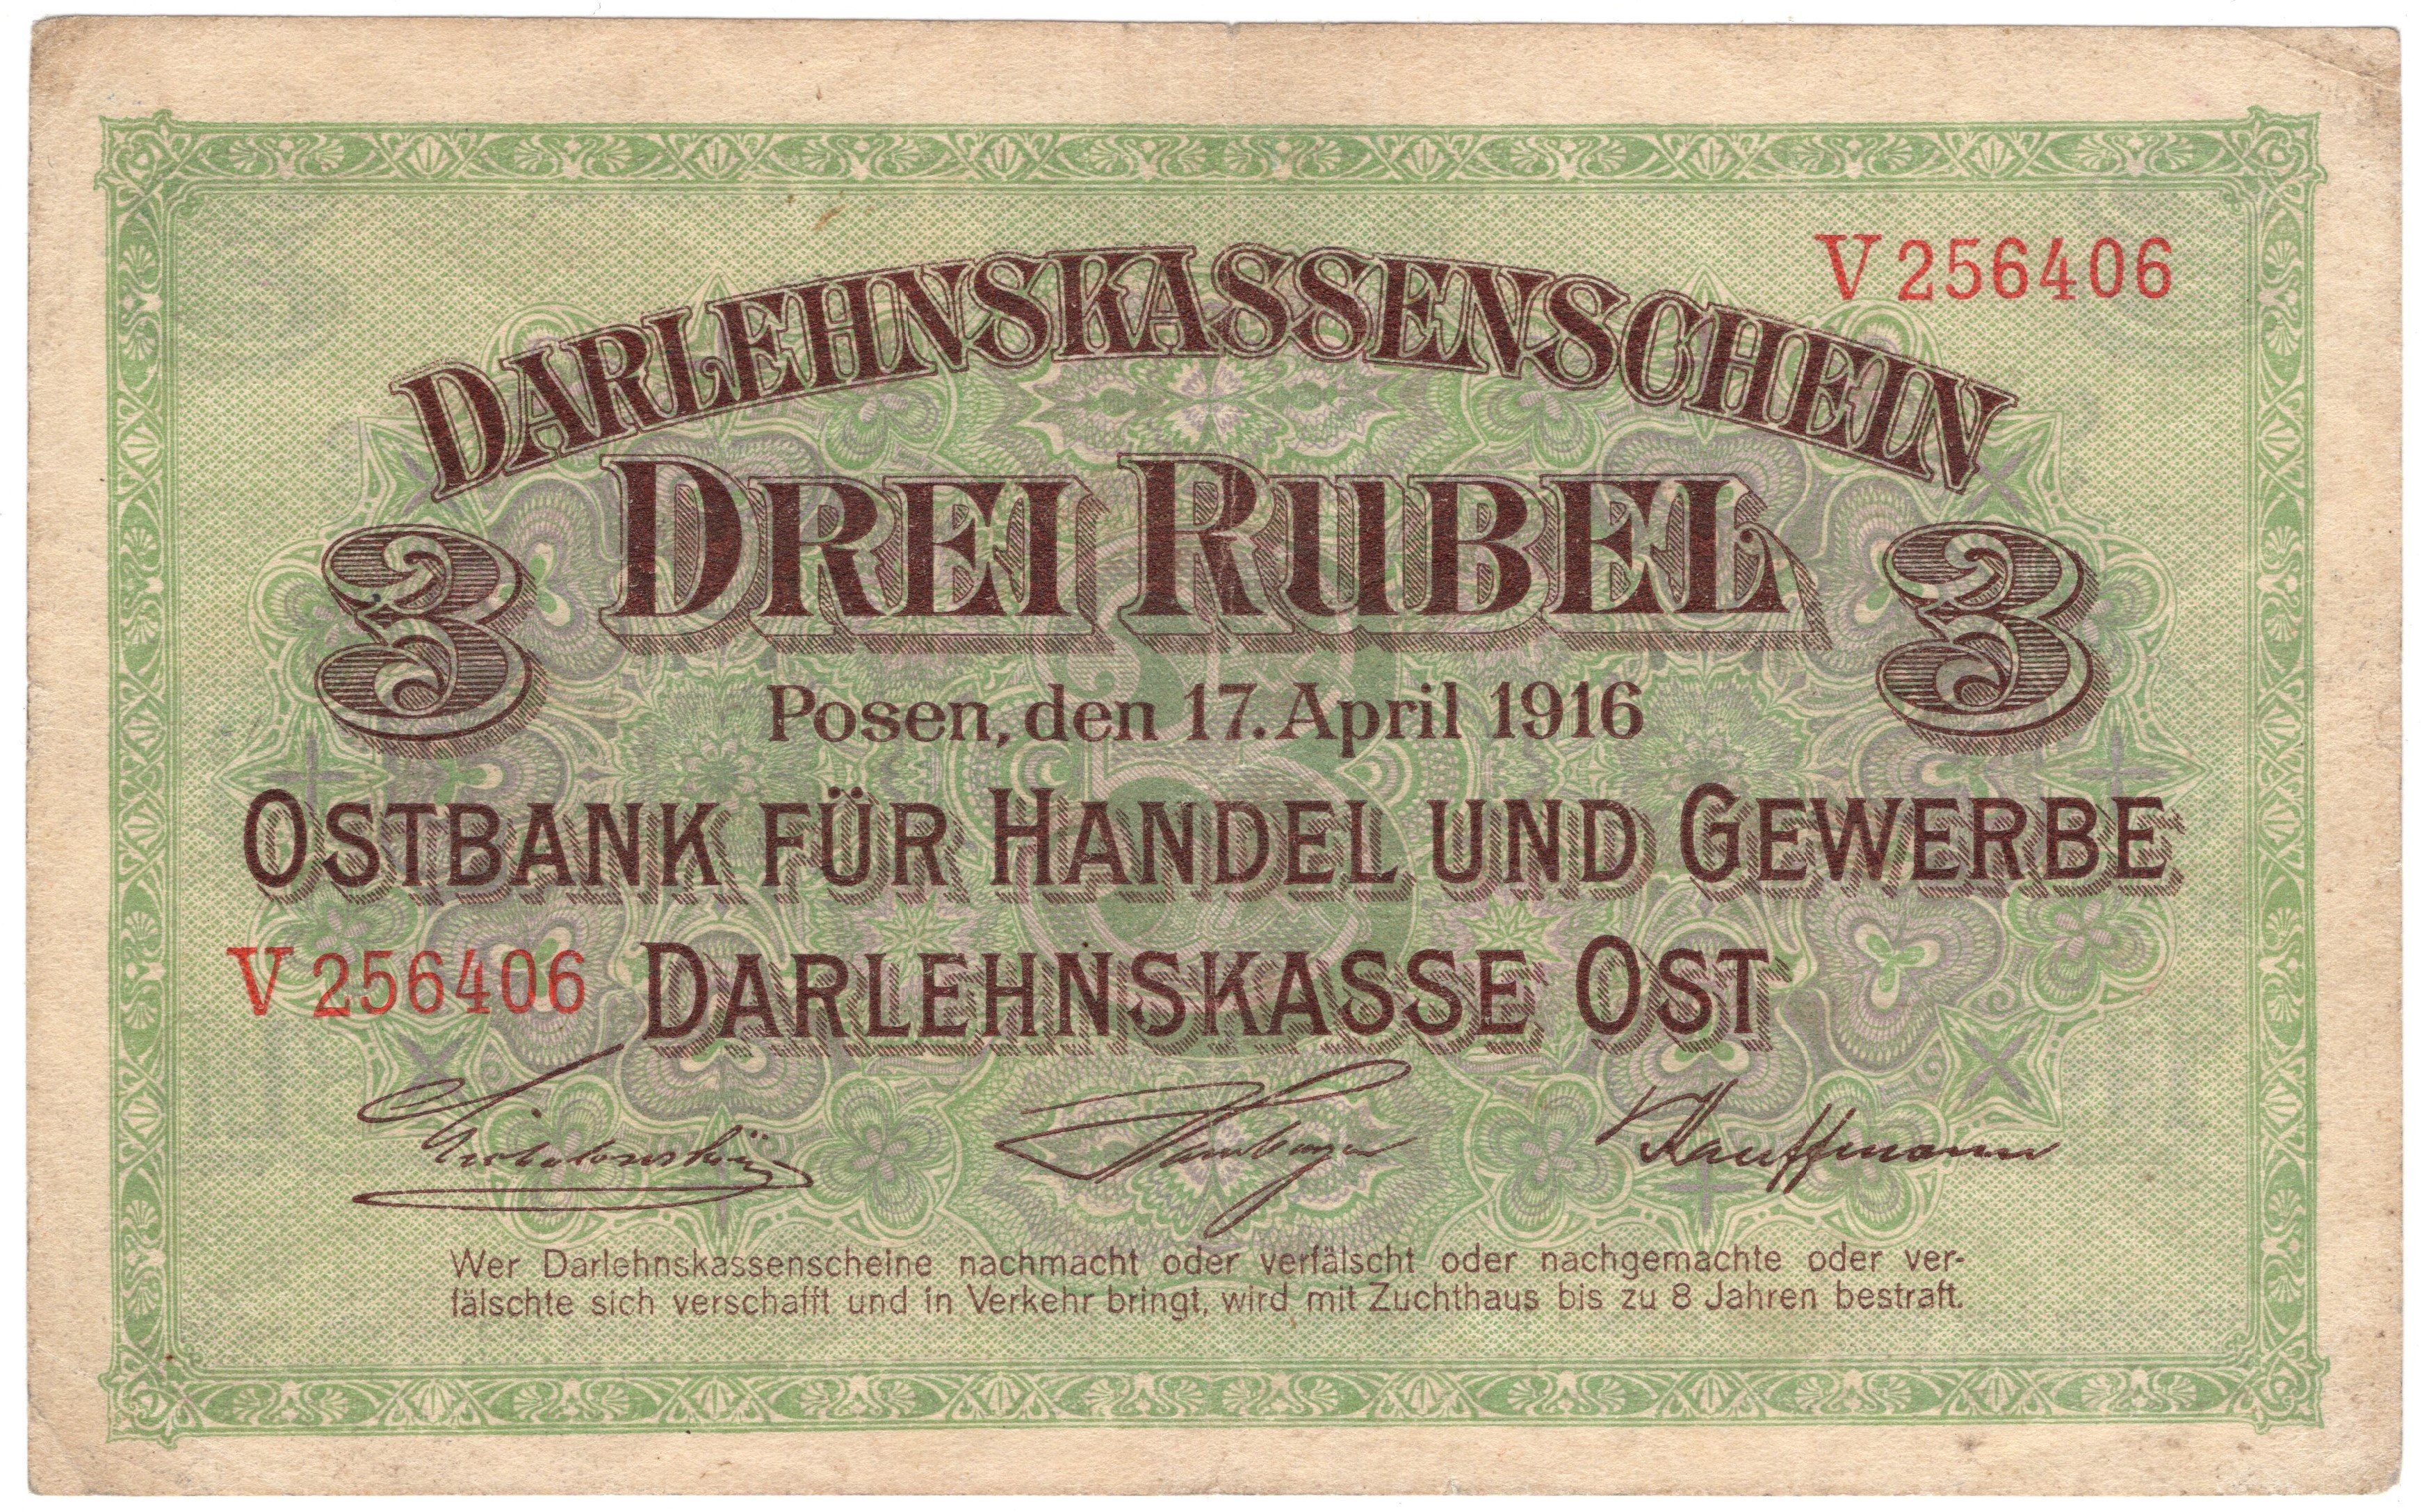 V 256406
DARLEHNSKASSENSCHEIN
3 DREI RUBEL 3
Posen, den 17. April 1916
OSTBANK FÜR HANDEL UND GEWERBE.
V 256406 DARLEHNSKASSE OST
Kauffmann
Wer Darlehnskassenscheine nachmacht oder verfälscht oder nachgemachte oder ver-
fälschte sich verschafft und in Verkehr bringt, wird mit Zuchthaus bis zu 8 Jahren bestraft.